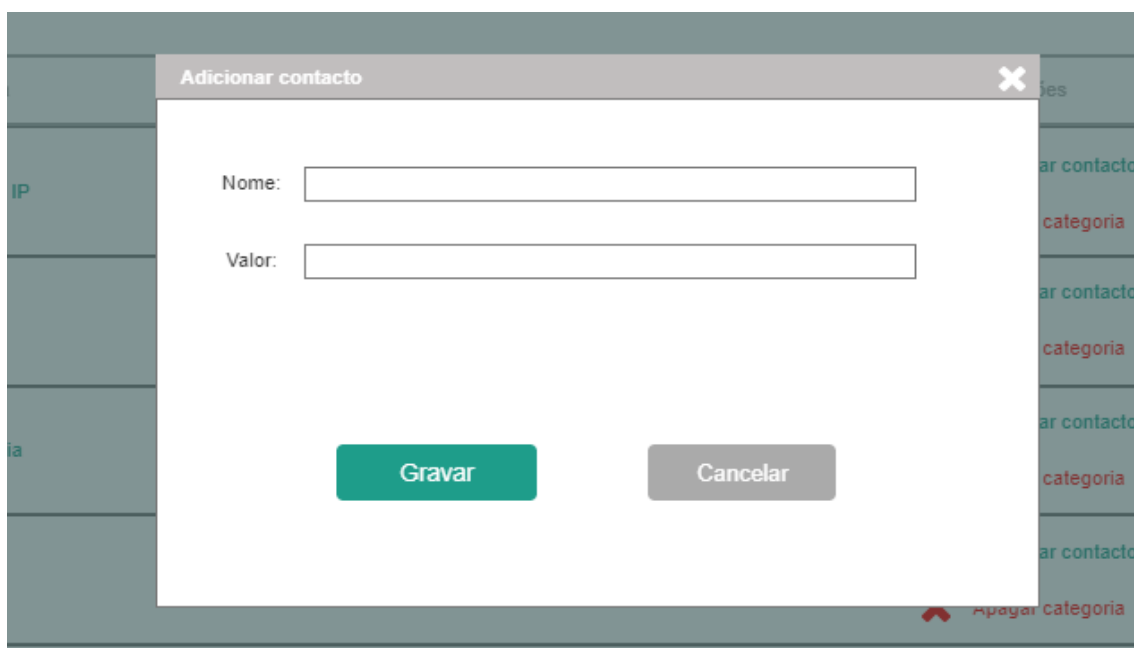 Adicionar contacto
ões
Nome:
ar contacto
IP
categoria
Valor:
ar contacto
categoria
ar contacto
ia
Gravar
Cancelar
categoria
ar contacto
Apagar categoria